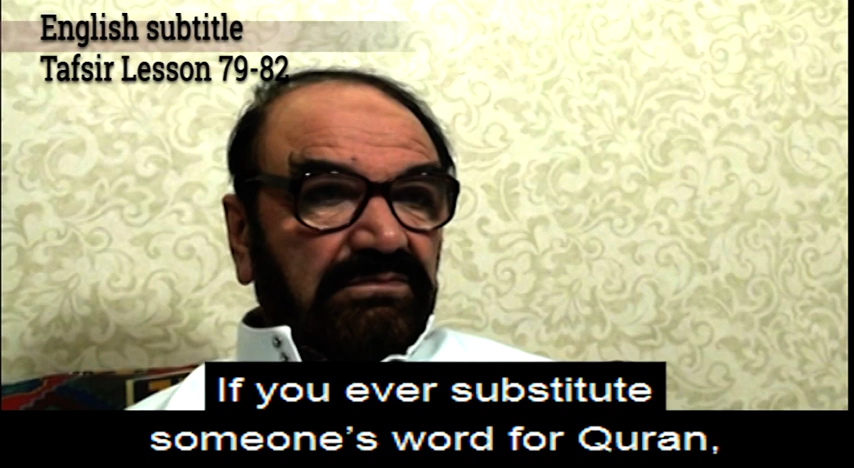 English subtitle
Tafsir Lesson 79-82
If you ever substitute
someone's word for Quran,